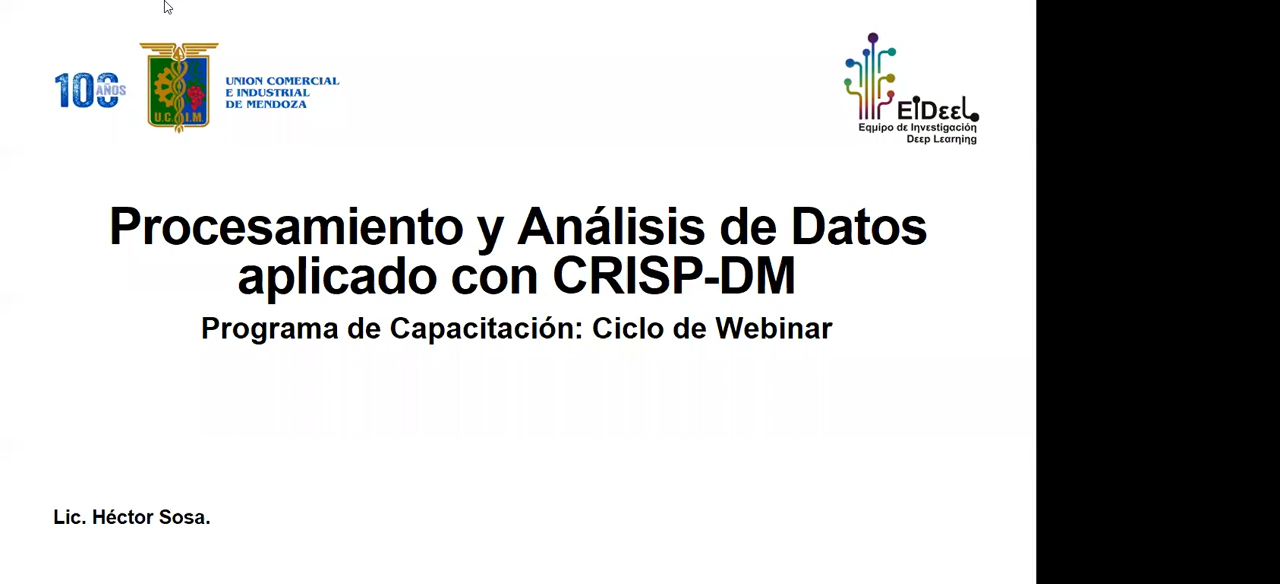 100 AÑOS
U.C.I.M.
UNION COMERCIAL
E INDUSTRIAL
DE MENDOZA
EIDeeL
Equipo de Investigación
Deep Learning
Procesamiento y Análisis de Datos
aplicado con CRISP-DM
Programa de Capacitación: Ciclo de Webinar
Lic. Héctor Sosa.